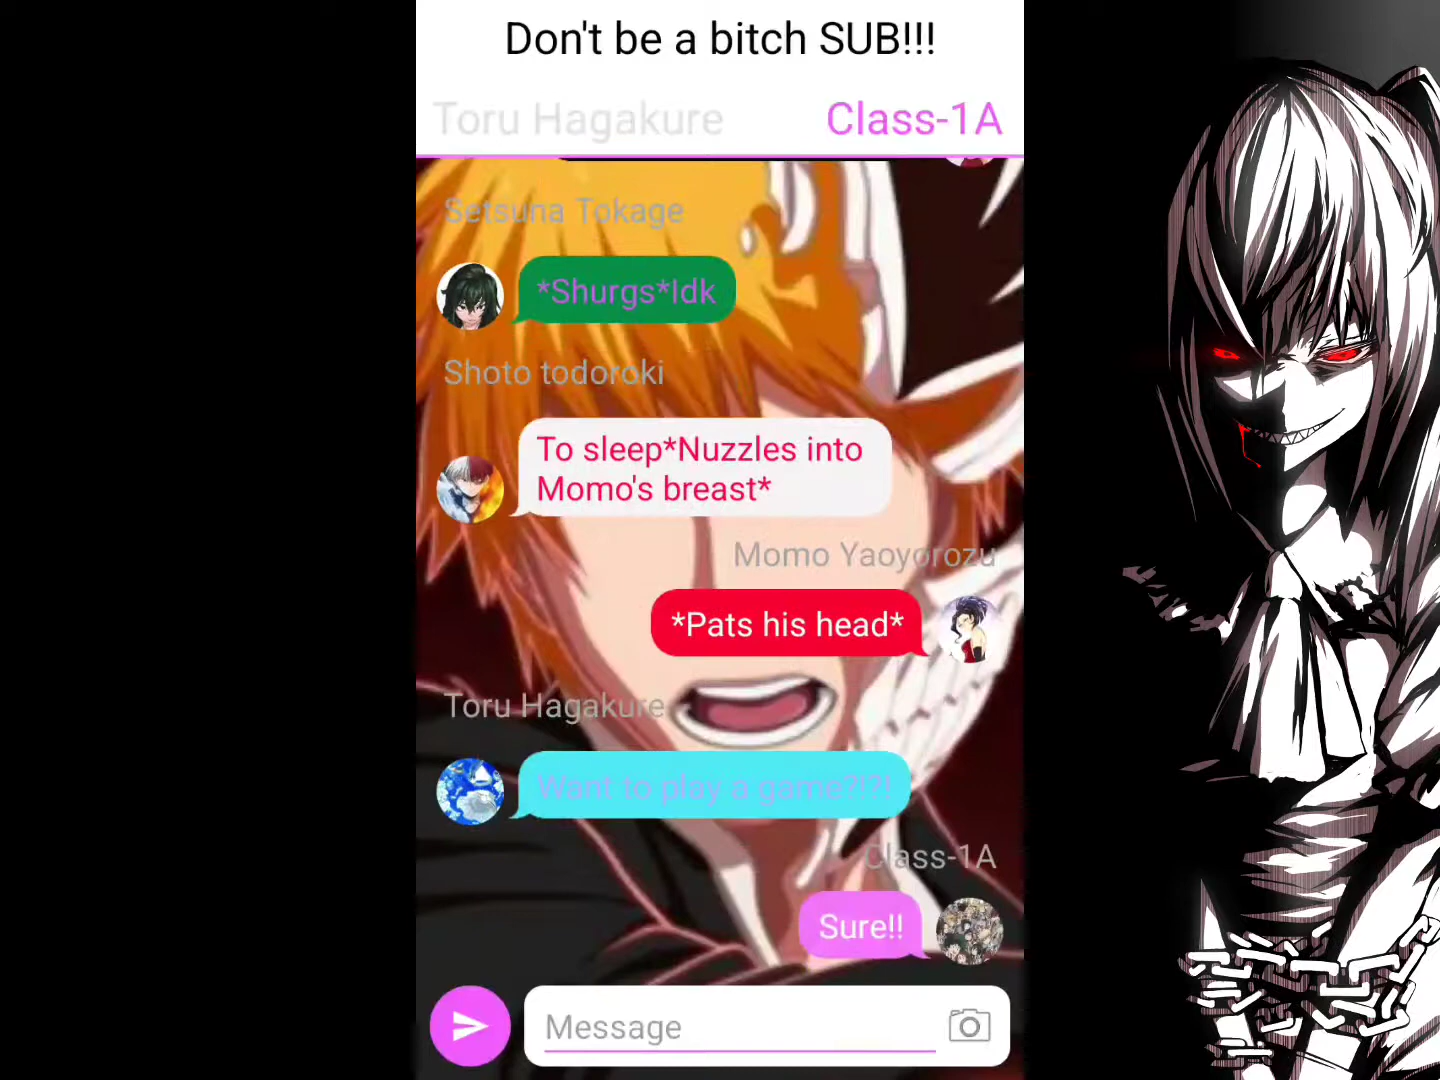 Don't be a bitch SUB!!!
Toru Hagakure
Class-1A
Setsuna Tokage
*Shurgs*Idk
Shoto todoroki
To sleep*Nuzzles into
Momo's breast*
Momo Yaoyorozu
*Pats his head*
Toru Hagakure
Want to play a game?!?!
Class-1A
Sure!!
Message